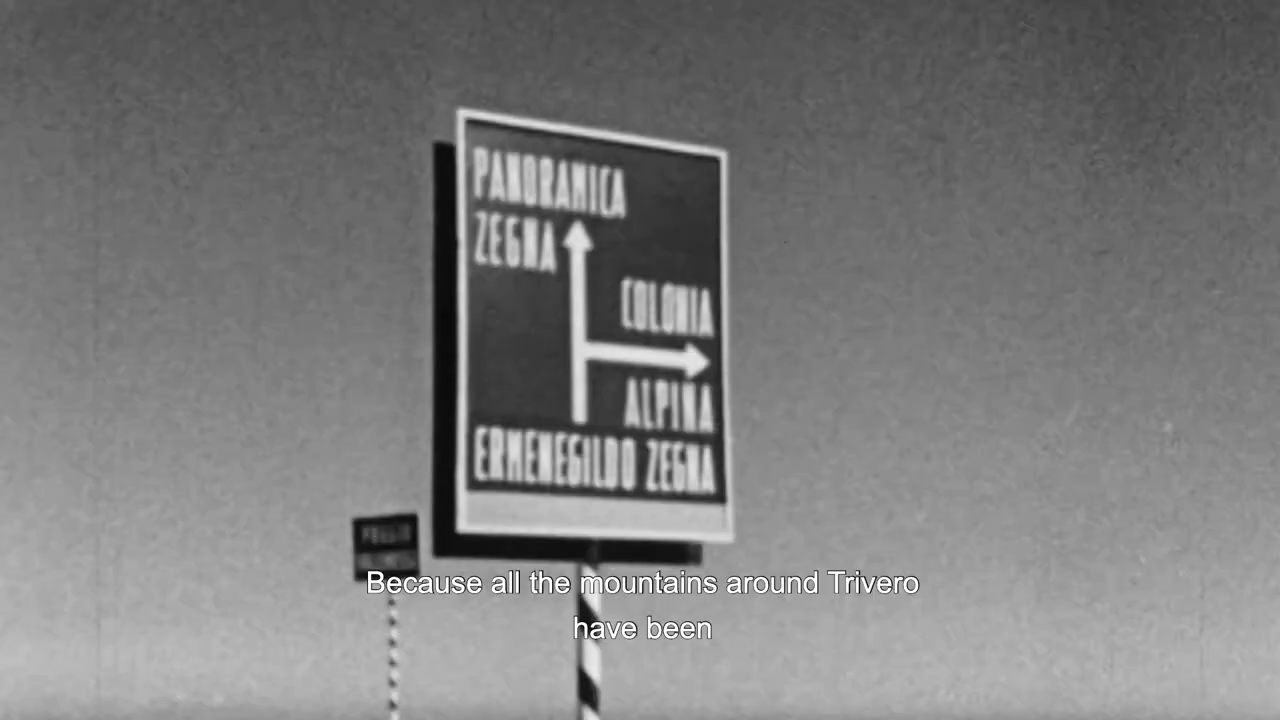 PANORAMICA
ZEGNA
COLONIA
ALPINA
ERMENEGILDO ZEGNA
Because all the mountains around Trivero
have been